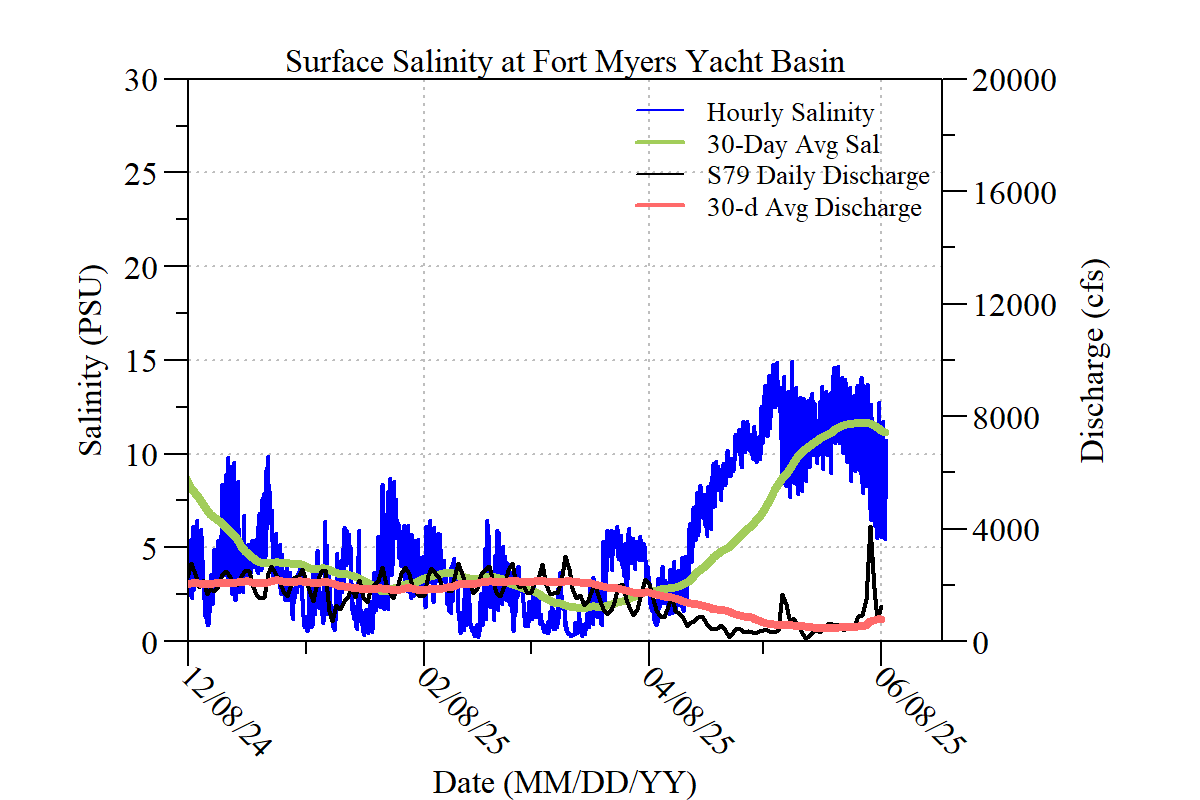 Surface Salinity at Fort Myers Yacht Basin
30
25
20
15
10
5
0
Salinity (PSU)
Hourly Salinity
30-Day Avg Sal
S79 Daily Discharge
30-d Avg Discharge
20000
16000
12000
8000
4000
0
Discharge (cfs)
12/08/24
02/08/25
04/08/25
06/08/25
Date (MM/DD/YY)